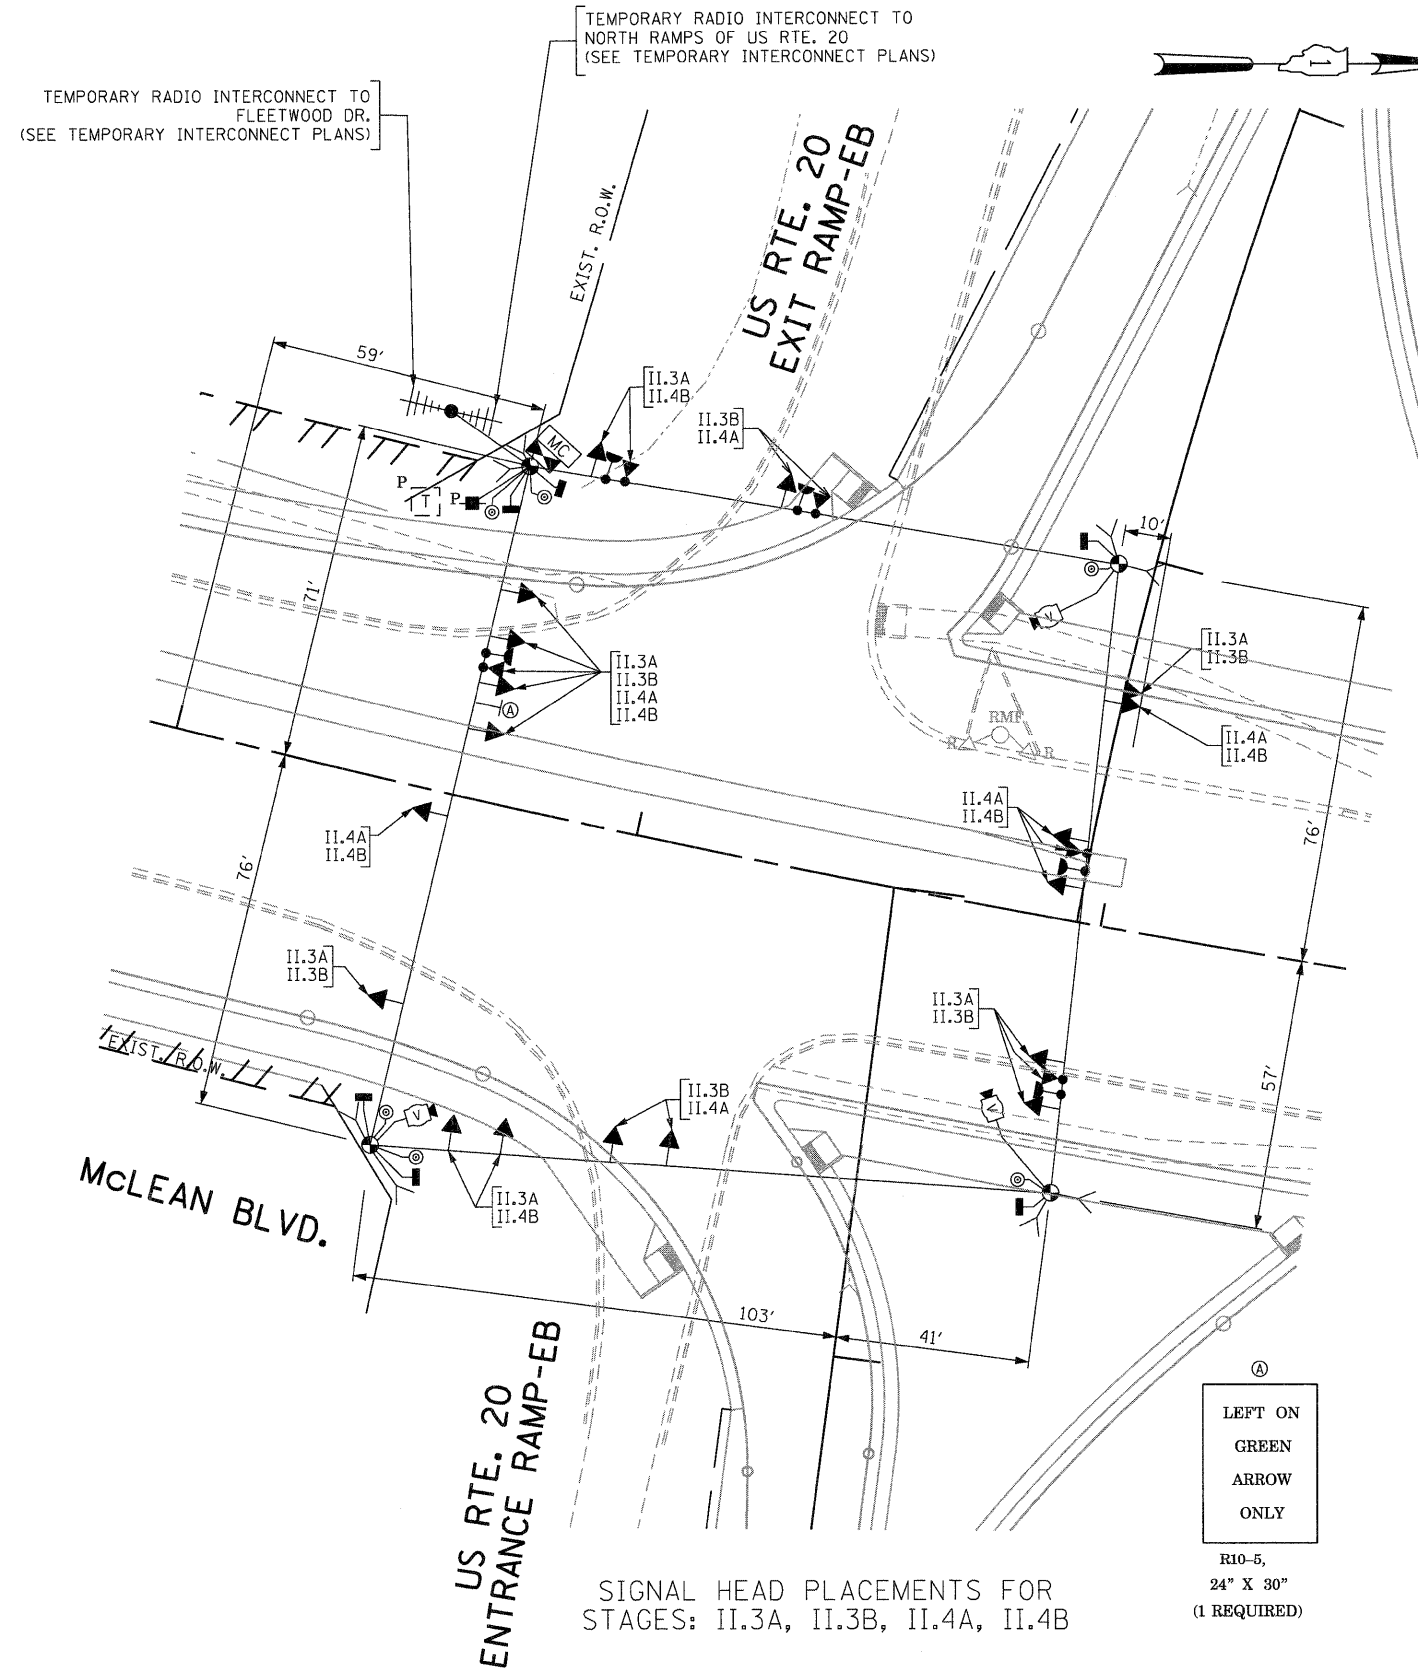 TEMPORARY RADIO INTERCONNECT TO
NORTH RAMPS OF US RTE. 20
(SEE TEMPORARY INTERCONNECT PLANS)
1
TEMPORARY RADIO INTERCONNECT TO
FLEETWOOD DR.
(SEE TEMPORARY INTERCONNECT PLANS)
EXIST. R.O.W.
US RTE. 20
EXIT RAMP-EB
59'
II.3A
II.4B
II.3B
II.4A
MC
P
T
P
10'
V
71'
II.3A
II.3B
II.3A
II.3B
II.4A
II.4B
A
RMF
R
R
II.4A
II.4B
II.4A
II.4B
II.4A
II.4B
76'
76'
II.3A
II.3B
II.3A
II.3B
EXIST. R.O.W.
57'
II.3B
II.4A
V
V
II.3A
II.4B
McLEAN BLVD.
103'
41'
US RTE. 20
ENTRANCE RAMP-EB
A
LEFT ON
GREEN
ARROW
ONLY
R10-5,
24" X 30"
(1 REQUIRED)
SIGNAL HEAD PLACEMENTS FOR
STAGES: II.3A, II.3B, II.4A, II.4B